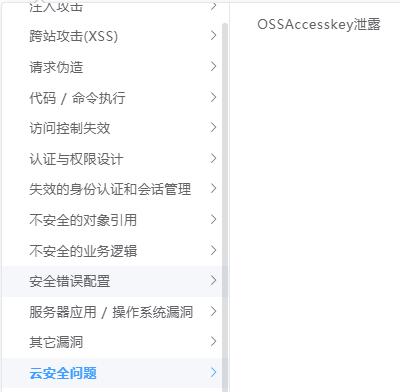 注入攻击
跨站攻击(XSS)
请求伪造
代码 / 命令执行
访问控制失效
认证与权限设计
失效的身份认证和会话管理
不安全的对象引用
不安全的业务逻辑
安全错误配置
服务器应用 / 操作系统漏洞
其它漏洞
云安全问题
OSSAccesskey泄露